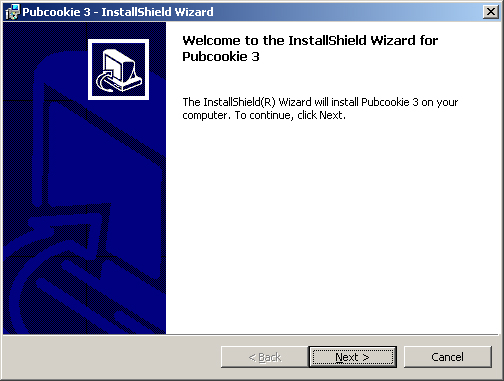 Pubcookie 3 - InstallShield Wizard
Welcome to the InstallShield Wizard for
Pubcookie 3
The InstallShield(R) Wizard will install Pubcookie 3 on your
computer. To continue, click Next.
< Back
Next >
Cancel